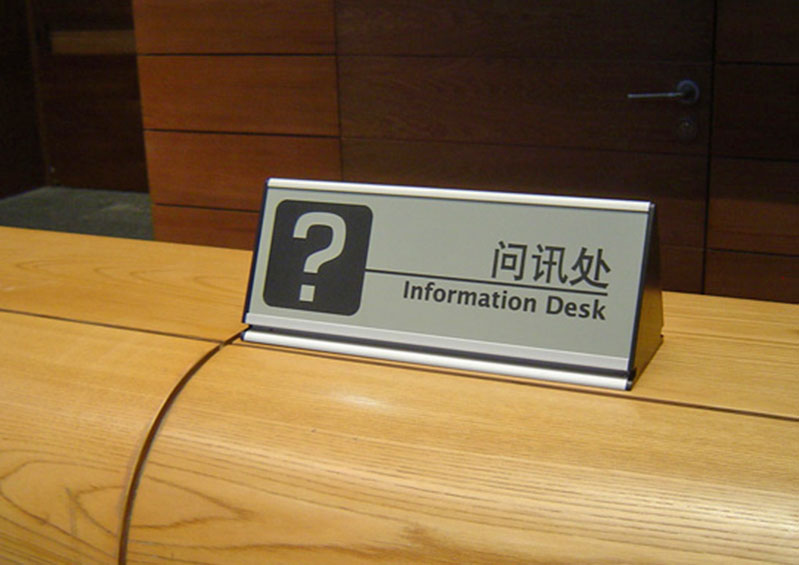 ?
问讯处
Information Desk